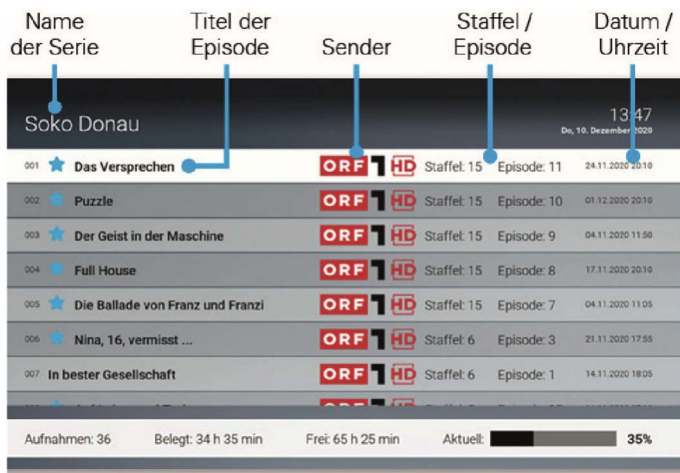 Name der Serie
Titel der Episode
Sender
Staffel / Episode
Datum / Uhrzeit
Soko Donau
13:47
Do, 10. Dezember 2020
001 Das Versprechen ORF 1 HD Staffel: 15 Episode: 11 24.11.2020 20:10
002 Puzzle ORF 1 HD Staffel: 15 Episode: 10 01.12.2020 20:10
003 Der Geist in der Maschine ORF 1 HD Staffel: 15 Episode: 9 04.11.2020 11:50
004 Full House ORF 1 HD Staffel: 15 Episode: 8 17.11.2020 20:10
005 Die Ballade von Franz und Franzi ORF 1 HD Staffel: 15 Episode: 7 04.11.2020 11:05
006 Nina, 16, vermisst ... ORF 1 HD Staffel: 6 Episode: 3 21.11.2020 17:55
007 In bester Gesellschaft ORF 1 HD Staffel: 6 Episode: 1 14.11.2020 18:05
Aufnahmen: 36 Belegt: 34 h 35 min Frei: 65 h 25 min Aktuell: 35%